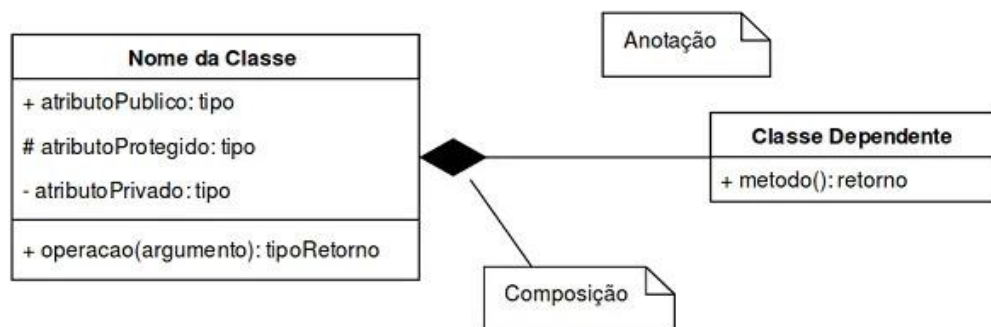 Nome da Classe
+ atributoPublico: tipo
# atributoProtegido: tipo
- atributoPrivado: tipo
+ operacao(argumento): tipoRetorno
Anotação
Classe Dependente
+ metodo(): retorno
Composição